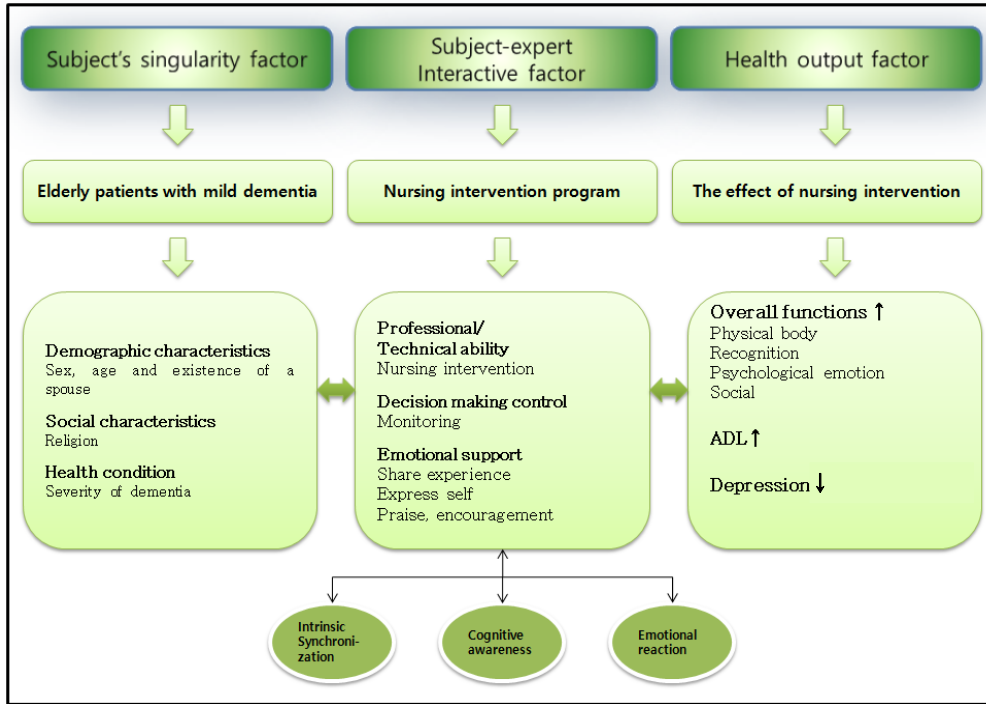 Subject's singularity factor
Subject-expert
Interactive factor
Health output factor
Elderly patients with mild dementia
Nursing intervention program
The effect of nursing intervention
Demographic characteristics
Sex, age and existence of a
spouse
Social characteristics
Religion
Health condition
Severity of dementia
Professional/
Technical ability
Nursing intervention
Decision making control
Monitoring
Emotional support
Share experience
Express self
Praise, encouragement
Overall functions ↑
Physical body
Recognition
Psychological emotion
Social
ADL ↑
Depression ↓
Intrinsic
Synchroni-
zation
Cognitive
awareness
Emotional
reaction